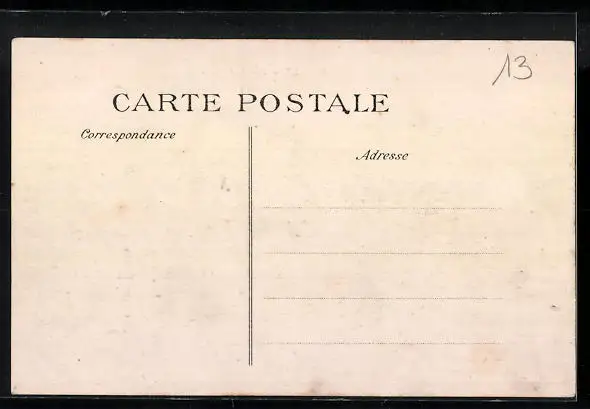 13
CARTE POSTALE
Correspondance
Adresse